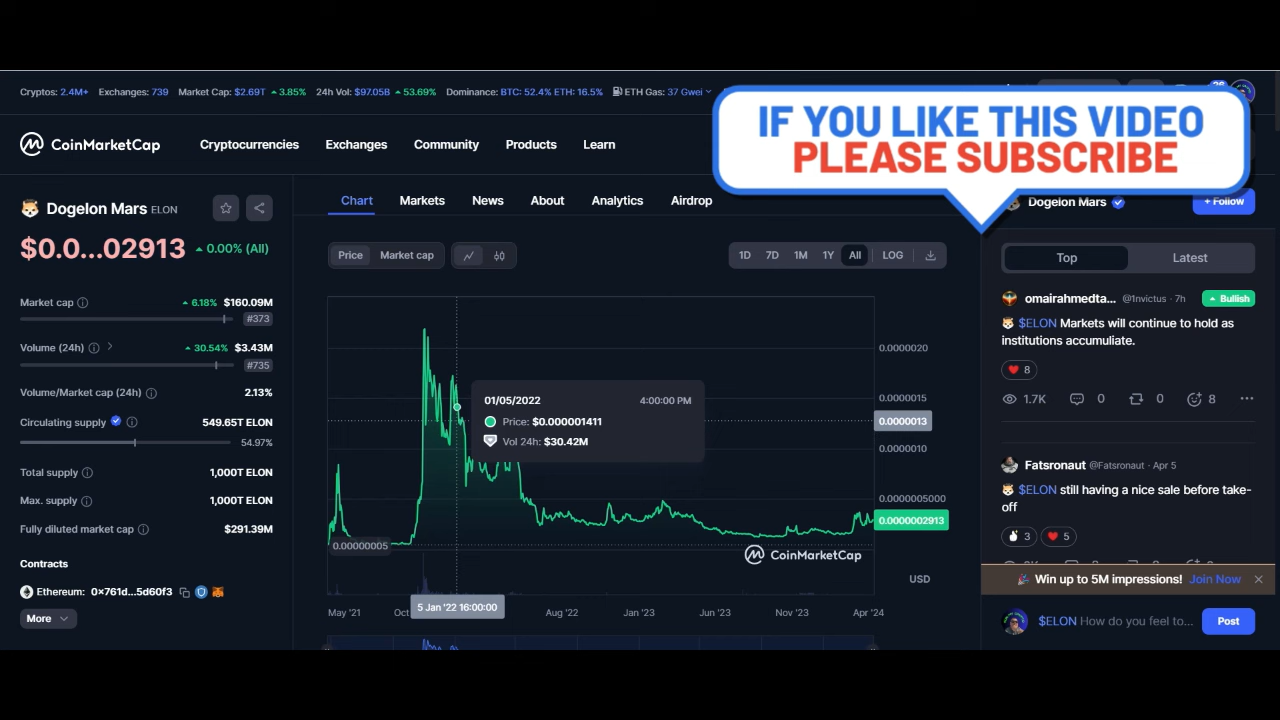 Cryptos: 2.4M+ Exchanges: 739 Market Cap: $2.69T 3.85% 24h Vol: $97.05B 53.69% Dominance: BTC: 52.4% ETH: 16.5% ETH Gas: 37 Gwei
IF YOU LIKE THIS VIDEO
PLEASE SUBSCRIBE
CoinMarketCap Cryptocurrencies Exchanges Community Products Learn
Dogelon Mars ELON
$0.0...02913 0.00% (All)
Market cap 6.18% $160.09M
#373
Volume (24h) 30.54% $3.43M
#735
Volume/Market cap (24h) 2.13%
Circulating supply 549.65T ELON
54.97%
Total supply 1,000T ELON
Max. supply 1,000T ELON
Fully diluted market cap $291.39M
Contracts
Ethereum: 0x761d...5d60f3
More
Chart Markets News About Analytics Airdrop
Price Market cap 1D 7D 1M 1Y All LOG
01/05/2022 4:00:00 PM
Price: $0.000001411
Vol 24h: $30.42M
0.0000020
0.0000015
0.0000013
0.0000010
0.0000005000
0.0000002913
0.00000005
CoinMarketCap
USD
May '21 Oct 5 Jan '22 16:00:00 Aug '22 Jan '23 Jun '23 Nov '23 Apr '24
Dogelon Mars + Follow
Top Latest
omairahmedta... @1nvictus · 7h Bullish
$ELON Markets will continue to hold as
institutions accumuliate.
8
1.7K 0 0 8
Fatsronaut @Fatsronaut · Apr 5
$ELON still having a nice sale before take-
off
3 5
Win up to 5M impressions! Join Now
$ELON How do you feel to... Post